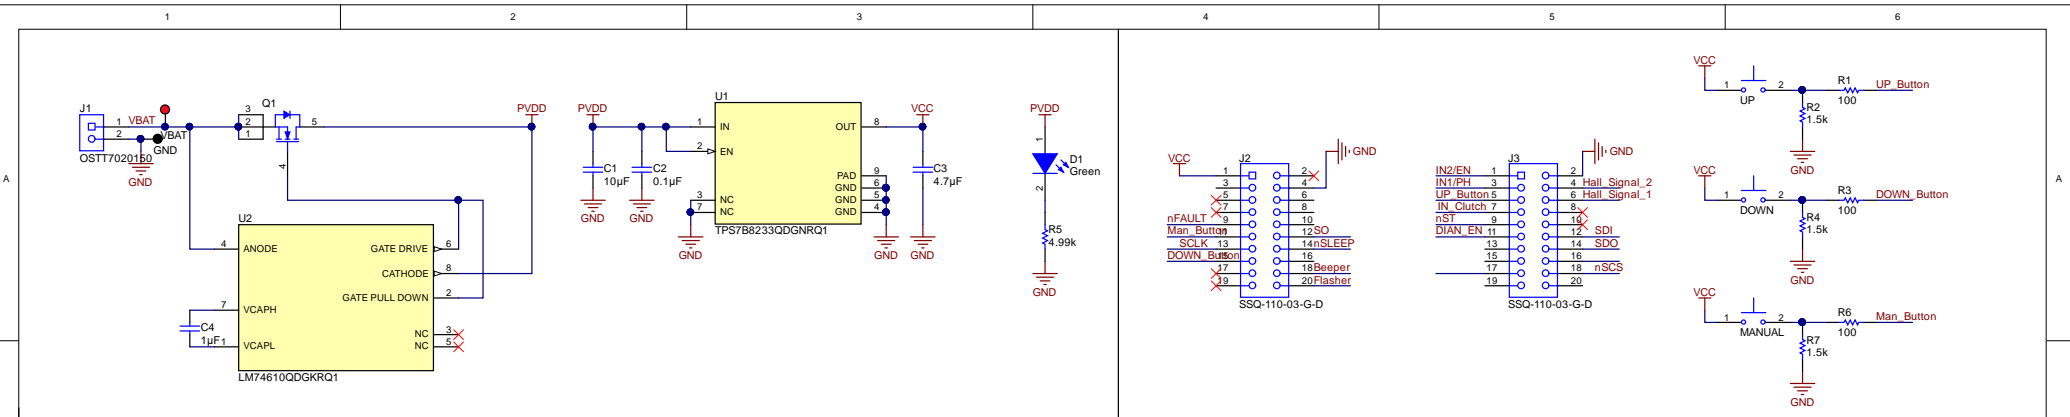 1 2 3 4 5 6
A A
J1
1 VBAT
2 VBAT
GND
OSTT7020150
GND
Q1
3
2
1
5
4
PVDD
U2
4 ANODE GATE DRIVE 6
CATHODE 8
GATE PULL DOWN 2
7 VCAPH
NC 3
1 VCAPL NC 5
LM74610QDGKRQ1
C4
1µF
PVDD
C1
10µF
GND
C2
0.1µF
GND
U1
1 IN OUT 8
2 EN
PAD 9
GND 6
3 NC GND 5
7 NC GND 4
TPS7B8233QDGNRQ1
GND
GND
VCC
C3
4.7µF
GND
PVDD
1
D1
Green
2
R5
4.99k
GND
VCC
J2
GND
1 2
3 4
5 6
7 8
nFAULT 9 10
Man_Button 11 12 SO
SCLK 13 14 nSLEEP
DOWN_Button 15 16
17 18 Beeper
19 20 Flasher
SSQ-110-03-G-D
J3
GND
IN2/EN 1 2
IN1/PH 3 4 Hall_Signal_2
UP_Button 5 6 Hall_Signal_1
IN_Clutch 7 8
nST 9 10
DIAN_EN 11 12 SDI
13 14 SDO
15 16
17 18 nSCS
19 20
SSQ-110-03-G-D
VCC
1 2
UP
R1
100
UP_Button
R2
1.5k
GND
VCC
1 2
DOWN
R3
100
DOWN_Button
R4
1.5k
GND
VCC
1 2
MANUAL
R6
100
Man_Button
R7
1.5k
GND